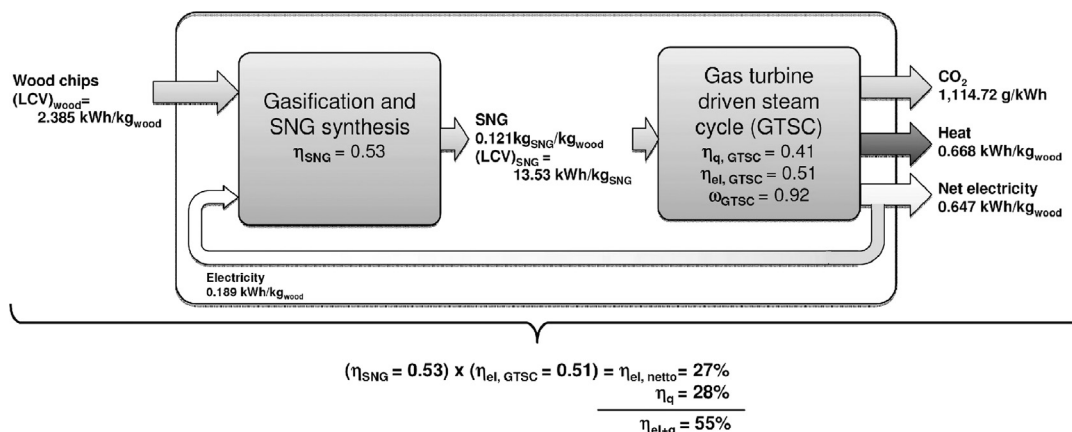 Wood chips
(LCV)wood=
2.385 kWh/kgwood
Gasification and
SNG synthesis
ηSNG = 0.53
SNG
0.121kgSNG/kgwood
(LCV)SNG =
13.53 kWh/kgSNG
Gas turbine
driven steam
cycle (GTSC)
ηq, GTSC = 0.41
ηel, GTSC = 0.51
ωGTSC = 0.92
CO2
1,114.72 g/kWh
Heat
0.668 kWh/kgwood
Net electricity
0.647 kWh/kgwood
Electricity
0.189 kWh/kgwood
(ηSNG = 0.53) x (ηel, GTSC = 0.51) = ηel, netto = 27%
ηq = 28%
ηel+q = 55%